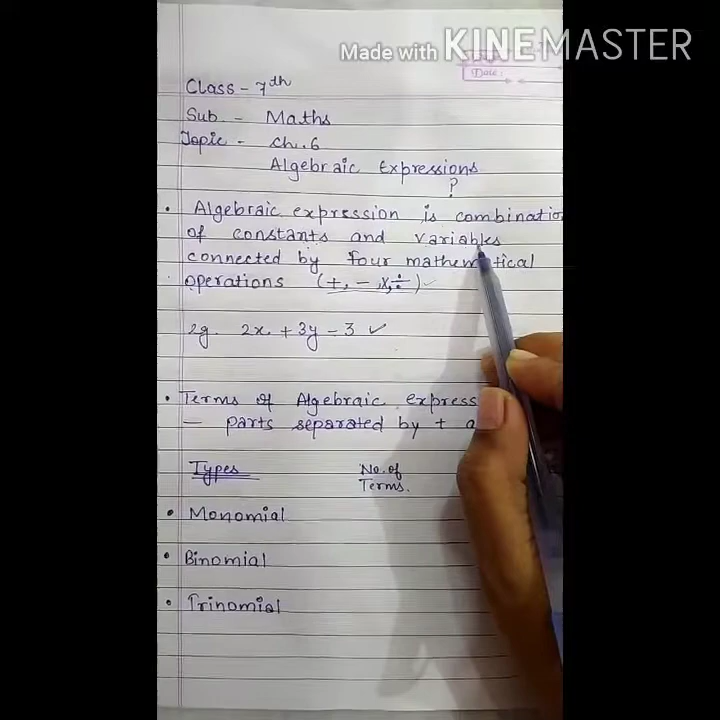 Made with KINEMASTER
Date:
Class - 7th
Sub - Maths
Topic - Ch. 6
Algebraic Expressions
?
• Algebraic expression is combinatio
of constants and variables
connected by four mathematical
operations (+, -, x, ÷)
eg. 2x + 3y - 3 ✓
• Terms of Algebraic express
- parts separated by + a
Types No. of
Terms.
• Monomial
• Binomial
• Trinomial